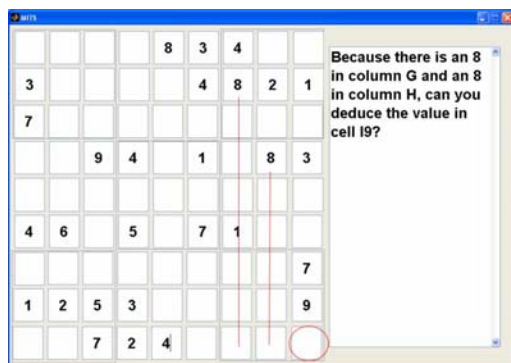 MITS
8 3 4
3 4 8 2 1
7
9 4 1 8 3
4 6 5 7 1
7
1 2 5 3 9
7 2 4
Because there is an 8
in column G and an 8
in column H, can you
deduce the value in
cell I9?